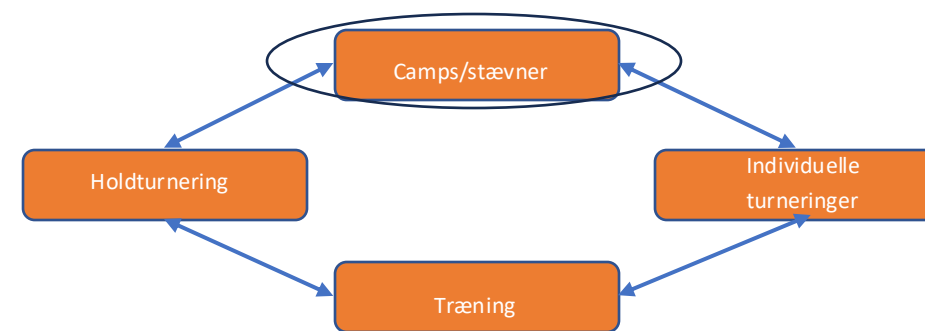 Camps/stævner
Holdturnering
Individuelle
turneringer
Træning